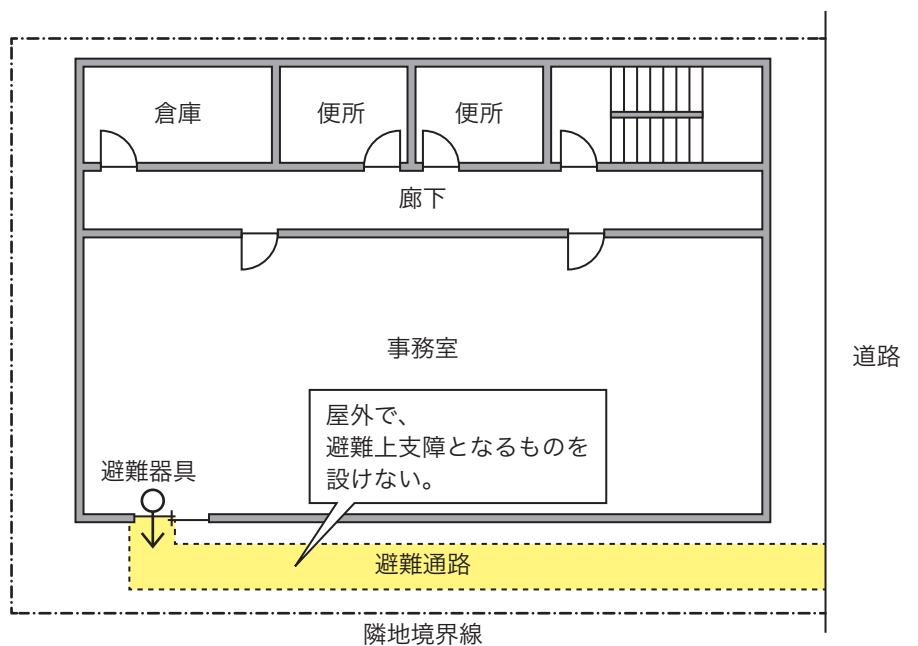 倉庫
便所
便所
廊下
事務室
道路
屋外で、
避難上支障となるものを
設けない。
避難器具
避難通路
隣地境界線